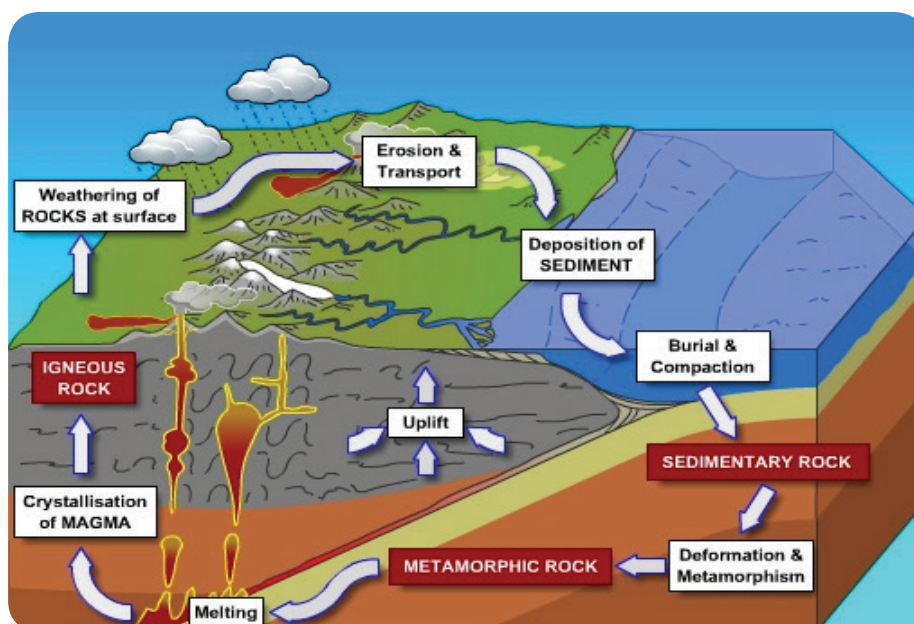 Erosion &
Transport
Weathering of
ROCKS at surface
Deposition of
SEDIMENT
Burial &
Compaction
IGNEOUS
ROCK
Uplift
SEDIMENTARY ROCK
Crystallisation
of MAGMA
Deformation &
Metamorphism
METAMORPHIC ROCK
Melting